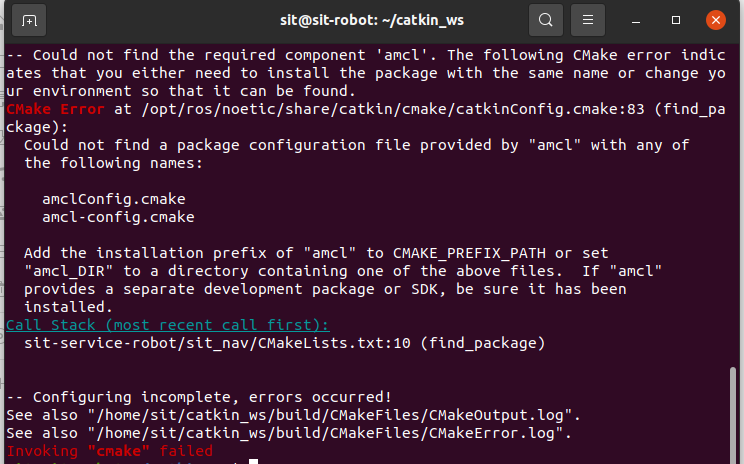 sit@sit-robot: ~/catkin_ws
-- Could not find the required component 'amcl'. The following CMake error indic
ates that you either need to install the package with the same name or change yo
ur environment so that it can be found.
CMake Error at /opt/ros/noetic/share/catkin/cmake/catkinConfig.cmake:83 (find_pa
ckage):
  Could not find a package configuration file provided by "amcl" with any of
  the following names:

    amclConfig.cmake
    amcl-config.cmake

  Add the installation prefix of "amcl" to CMAKE_PREFIX_PATH or set
  "amcl_DIR" to a directory containing one of the above files.  If "amcl"
  provides a separate development package or SDK, be sure it has been
  installed.
Call Stack (most recent call first):
  sit-service-robot/sit_nav/CMakeLists.txt:10 (find_package)

-- Configuring incomplete, errors occurred!
See also "/home/sit/catkin_ws/build/CMakeFiles/CMakeOutput.log".
See also "/home/sit/catkin_ws/build/CMakeFiles/CMakeError.log".
Invoking "cmake" failed